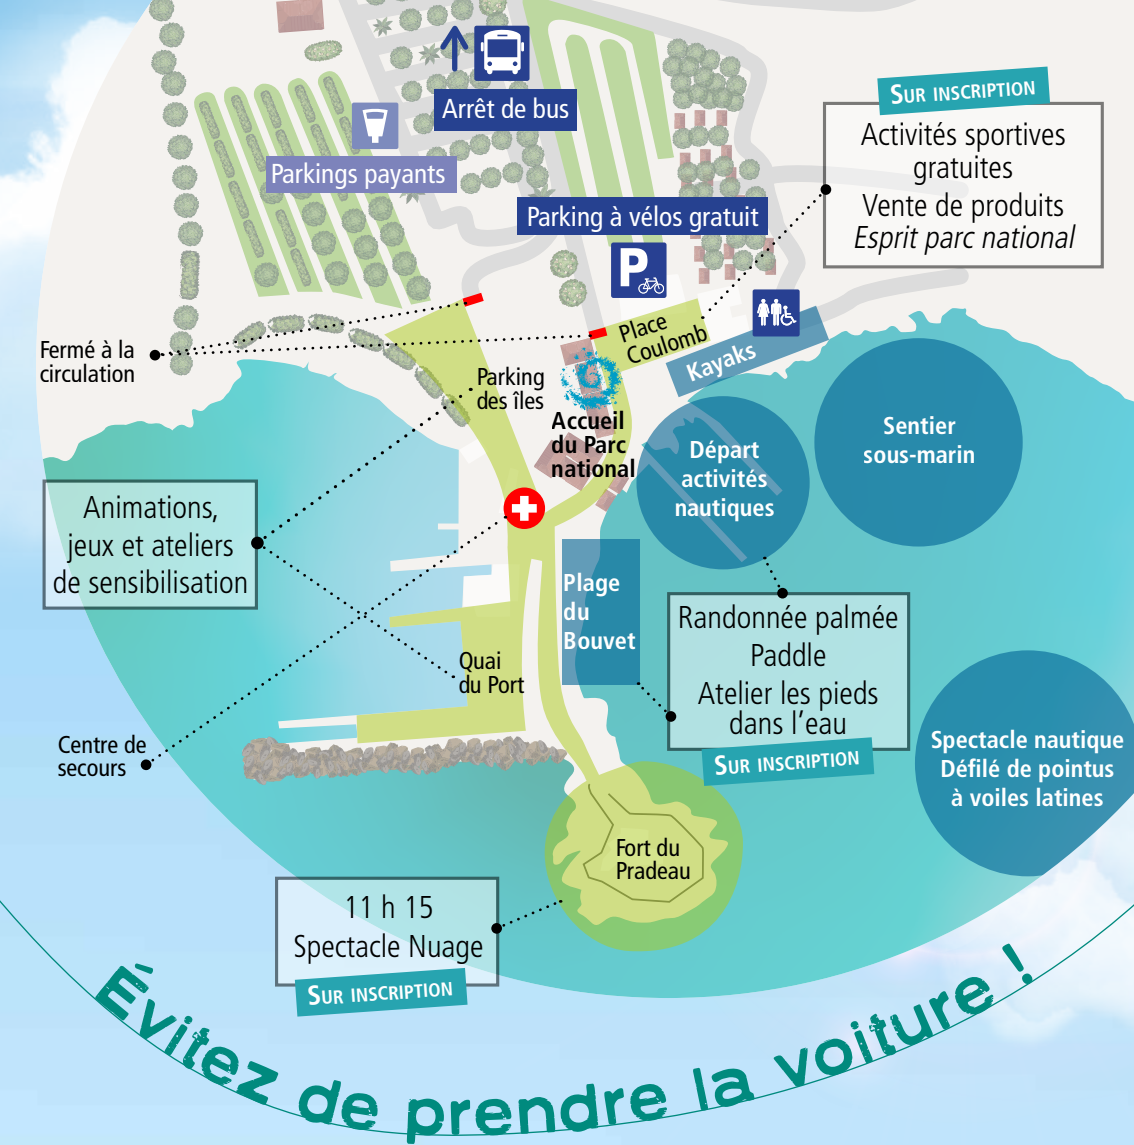 Arrêt de bus
Parkings payants
Parking à vélos gratuit
P
SUR INSCRIPTION
Activités sportives
gratuites
Vente de produits
Esprit parc national
Fermé à la
circulation
Place
Coulomb
Kayaks
Parking
des îles
Accueil
du Parc
national
Départ
activités
nautiques
Sentier
sous-marin
Animations,
jeux et ateliers
de sensibilisation
Plage
du
Bouvet
Randonnée palmée
Paddle
Atelier les pieds
dans l'eau
SUR INSCRIPTION
Quai
du Port
Centre de
secours
Spectacle nautique
Défilé de pointus
à voiles latines
Fort du
Pradeau
11 h 15
Spectacle Nuage
SUR INSCRIPTION
Évitez de prendre la voiture !